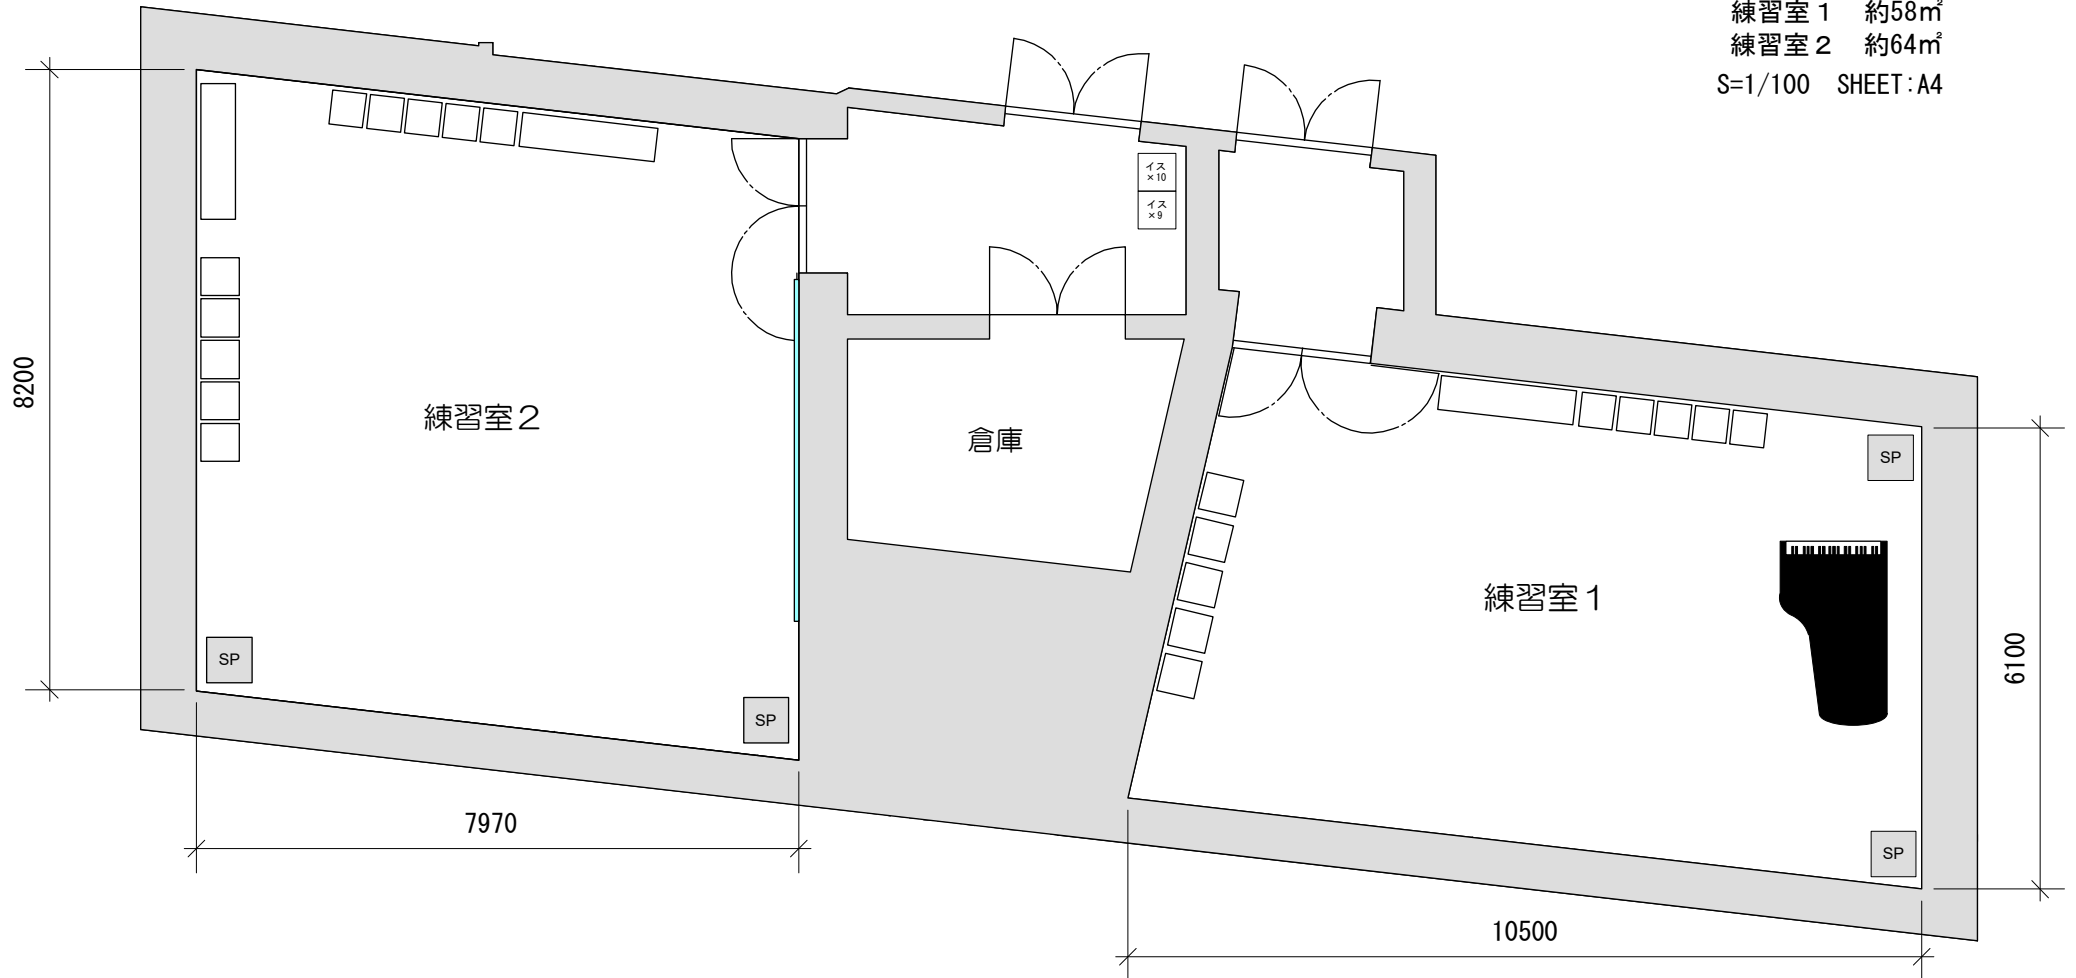 練習室１　約58㎡
練習室２　約64㎡
S=1/100　SHEET:A4
イス
×10
イス
×9
8200
練習室２
倉庫
SP
練習室１
6100
SP
SP
7970
SP
10500